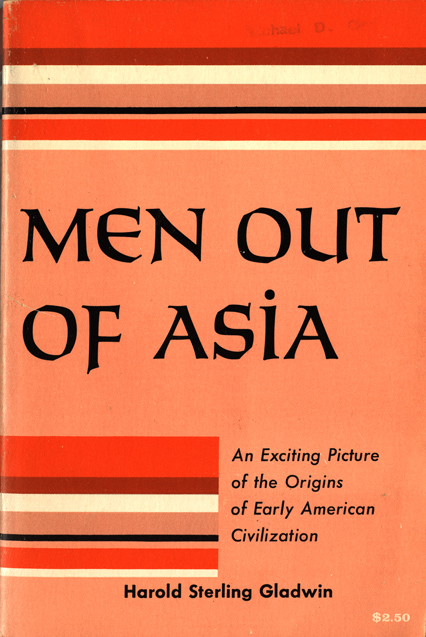 MEN OUT
OF ASiA
An Exciting Picture
of the Origins
of Early American
Civilization
Harold Sterling Gladwin
$2.50